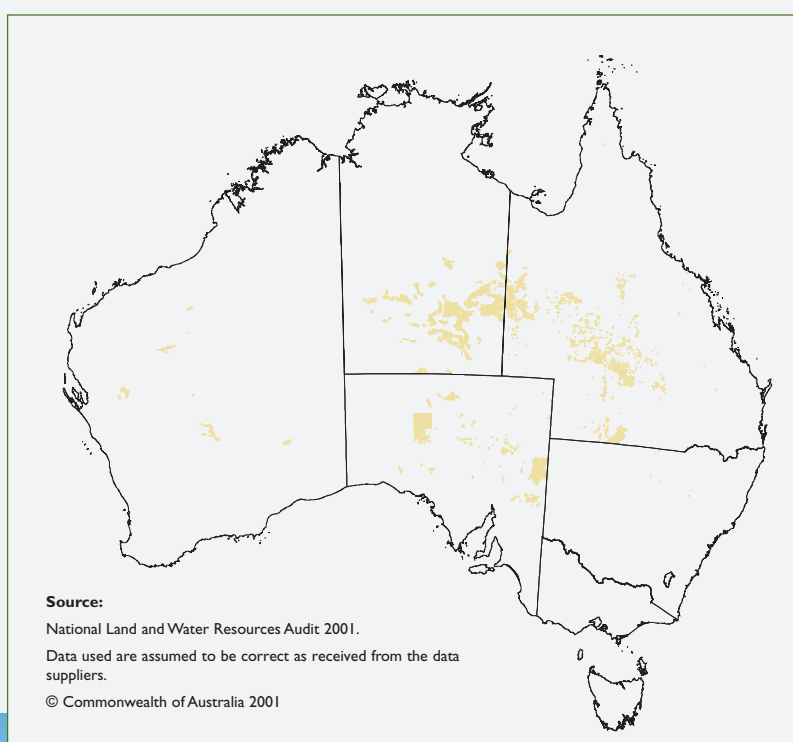 Source:
National Land and Water Resources Audit 2001.
Data used are assumed to be correct as received from the data
suppliers.
© Commonwealth of Australia 2001